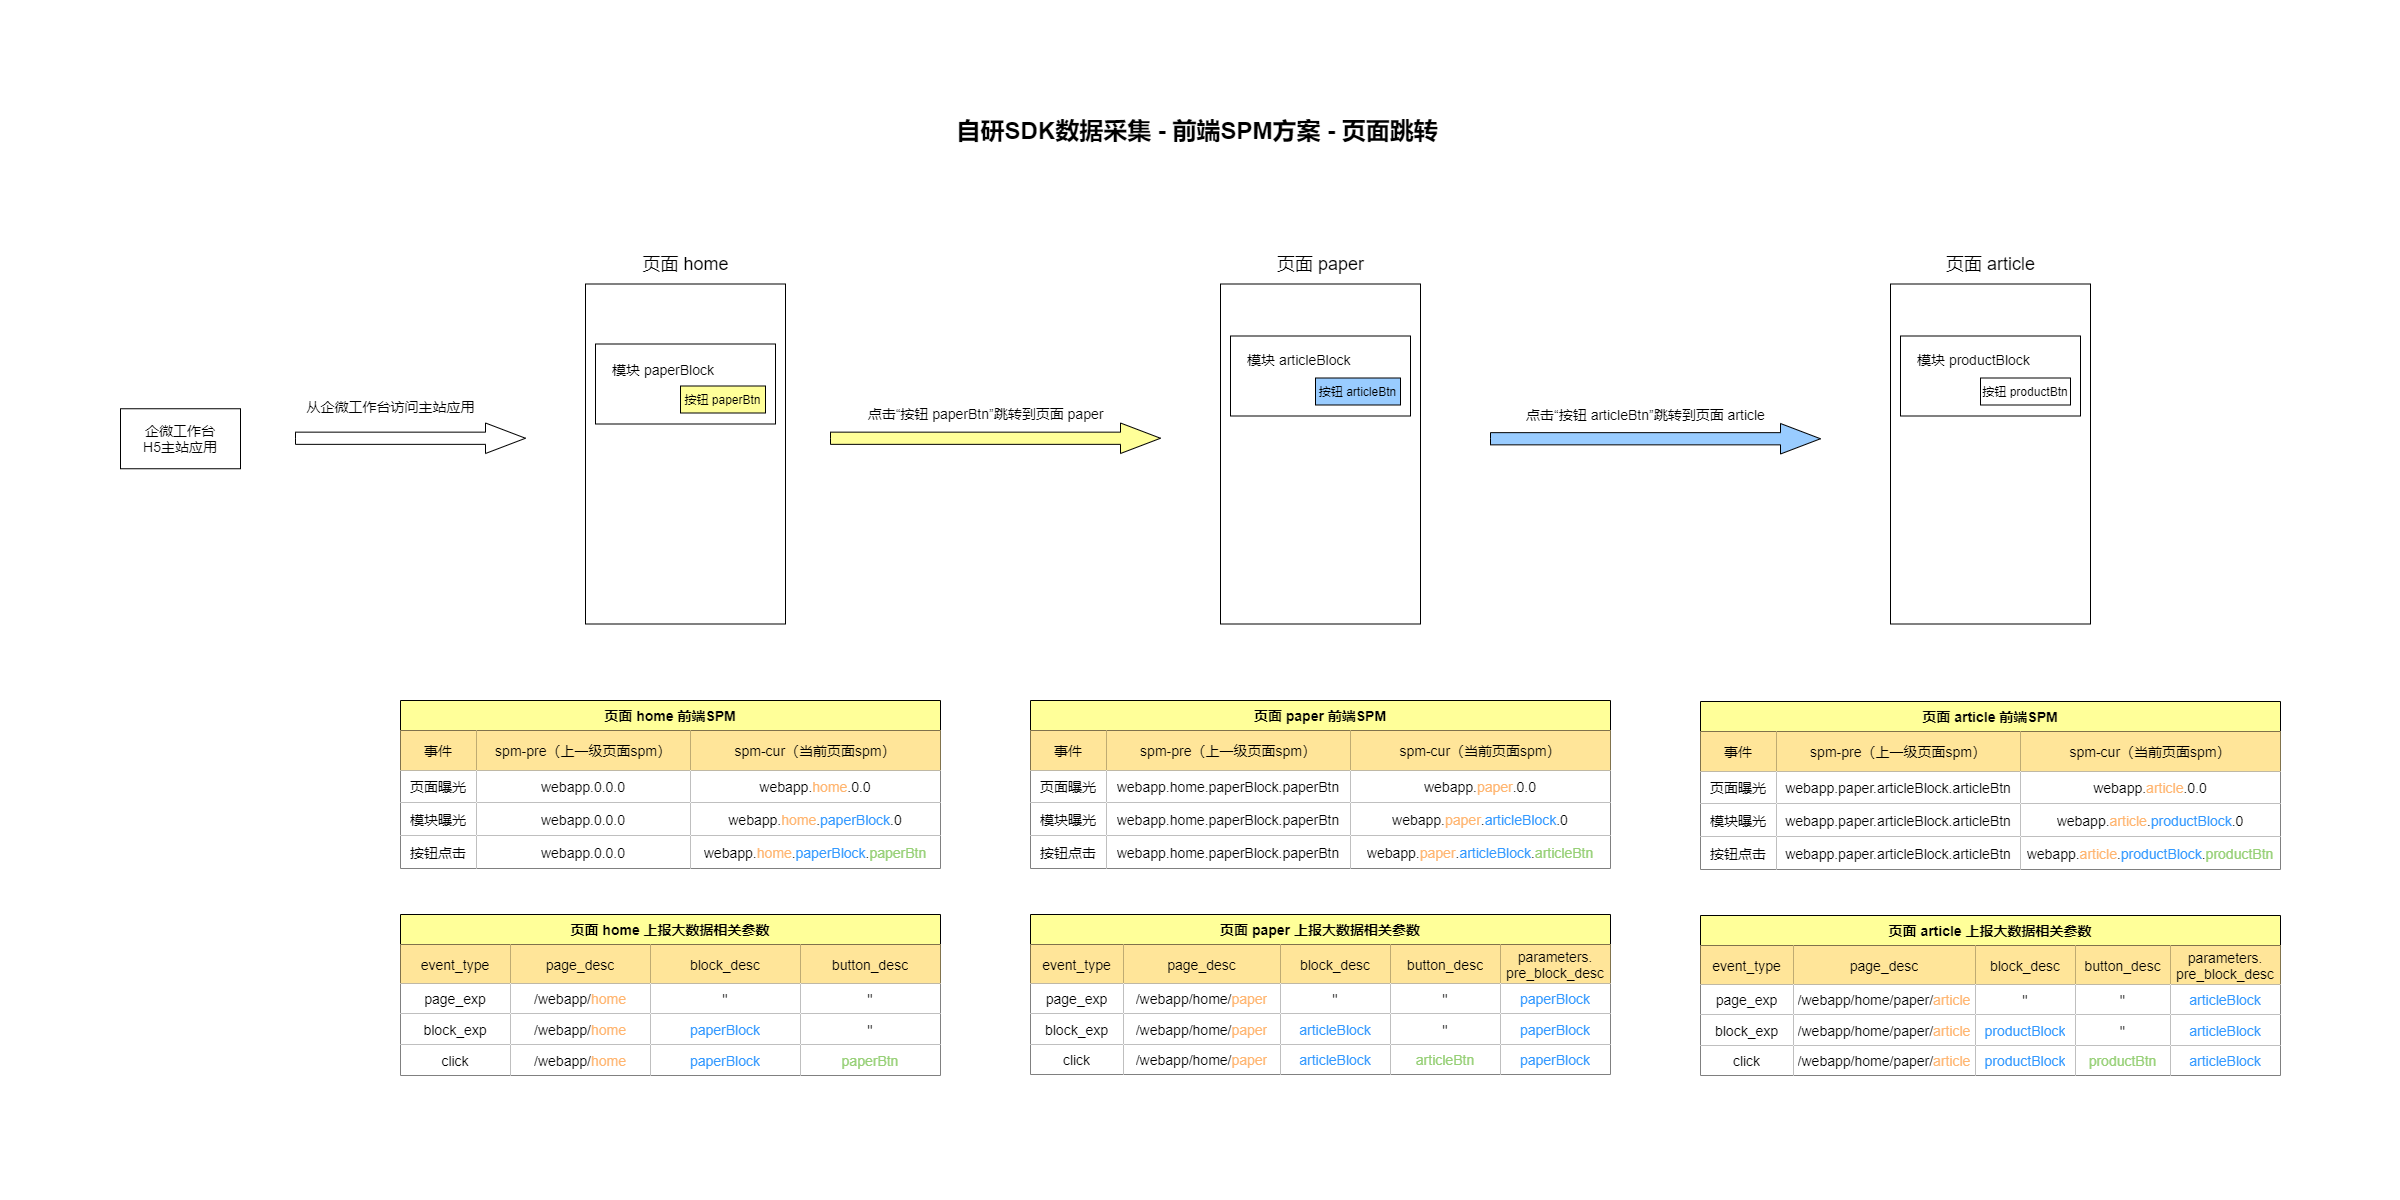 自研SDK数据采集 - 前端SPM方案 - 页面跳转
页面 home
页面 paper
页面 article
模块 paperBlock
按钮 paperBtn
模块 articleBlock
按钮 articleBtn
模块 productBlock
按钮 productBtn
企微工作台
H5主站应用
从企微工作台访问主站应用
点击“按钮 paperBtn”跳转到页面 paper
点击“按钮 articleBtn”跳转到页面 article
页面 home 前端SPM
事件 spm-pre（上一级页面spm） spm-cur（当前页面spm）
页面曝光 webapp.0.0.0 webapp.home.0.0
模块曝光 webapp.0.0.0 webapp.home.paperBlock.0
按钮点击 webapp.0.0.0 webapp.home.paperBlock.paperBtn
页面 paper 前端SPM
事件 spm-pre（上一级页面spm） spm-cur（当前页面spm）
页面曝光 webapp.home.paperBlock.paperBtn webapp.paper.0.0
模块曝光 webapp.home.paperBlock.paperBtn webapp.paper.articleBlock.0
按钮点击 webapp.home.paperBlock.paperBtn webapp.paper.articleBlock.articleBtn
页面 article 前端SPM
事件 spm-pre（上一级页面spm） spm-cur（当前页面spm）
页面曝光 webapp.paper.articleBlock.articleBtn webapp.article.0.0
模块曝光 webapp.paper.articleBlock.articleBtn webapp.article.productBlock.0
按钮点击 webapp.paper.articleBlock.articleBtn webapp.article.productBlock.productBtn
页面 home 上报大数据相关参数
event_type page_desc block_desc button_desc
page_exp /webapp/home '' ''
block_exp /webapp/home paperBlock ''
click /webapp/home paperBlock paperBtn
页面 paper 上报大数据相关参数
event_type page_desc block_desc button_desc parameters.
pre_block_desc
page_exp /webapp/home/paper '' '' paperBlock
block_exp /webapp/home/paper articleBlock '' paperBlock
click /webapp/home/paper articleBlock articleBtn paperBlock
页面 article 上报大数据相关参数
event_type page_desc block_desc button_desc parameters.
pre_block_desc
page_exp /webapp/home/paper/article '' '' articleBlock
block_exp /webapp/home/paper/article productBlock '' articleBlock
click /webapp/home/paper/article productBlock productBtn articleBlock